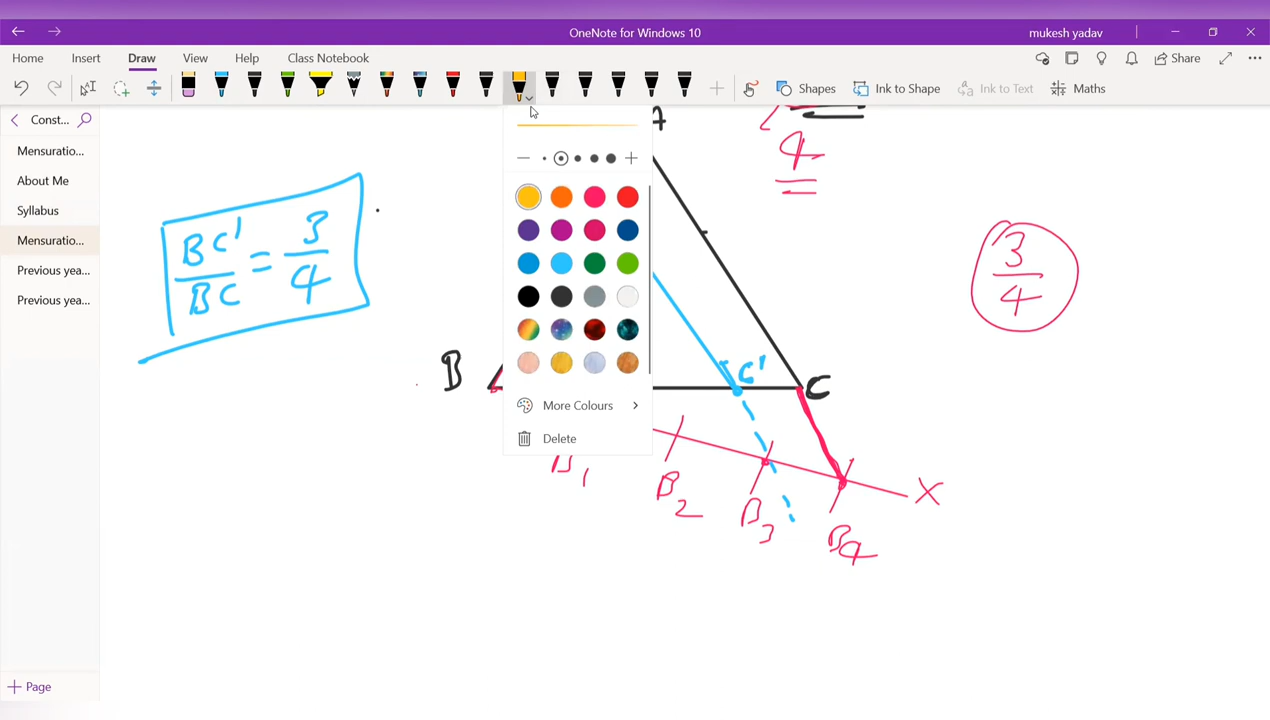 OneNote for Windows 10
mukesh yadav
Home Insert Draw View Help Class Notebook
Share
Shapes
Ink to Shape
Ink to Text
Maths
Const...
Mensuratio...
About Me
Syllabus
Mensuratio...
Previous yea...
Previous yea...
Page
More Colours
Delete
A
4
BC'
BC
=
3
4
3
4
B
C'
C
B1
B2
B3
B4
X